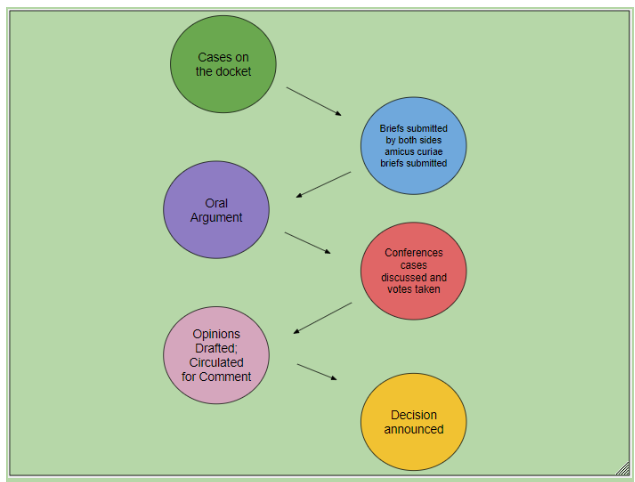 Cases on
the docket
Briefs submitted
by both sides
amicus curiae
briefs submitted
Oral
Argument
Conferences
cases
discussed and
votes taken
Opinions
Drafted;
Circulated
for Comment
Decision
announced